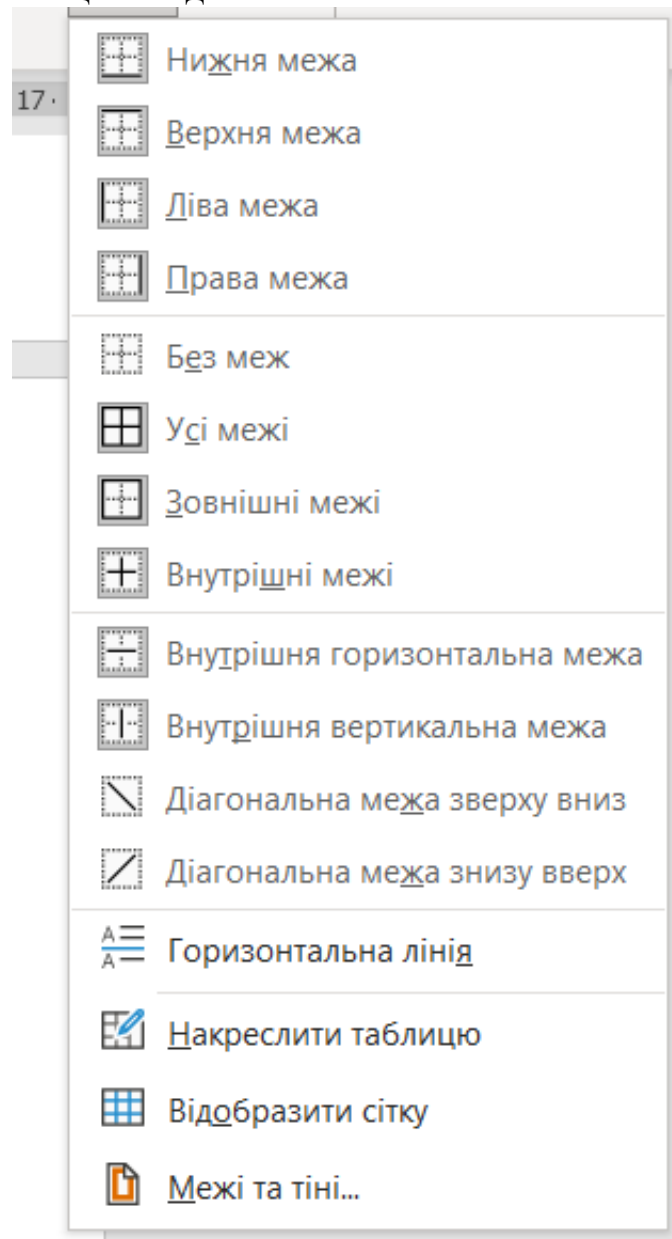 17 ·
Нижня межа
Верхня межа
Ліва межа
Права межа
Без меж
Усі межі
Зовнішні межі
Внутрішні межі
Внутрішня горизонтальна межа
Внутрішня вертикальна межа
Діагональна межа зверху вниз
Діагональна межа знизу вверх
Горизонтальна лінія
Накреслити таблицю
Відобразити сітку
Межі та тіні...